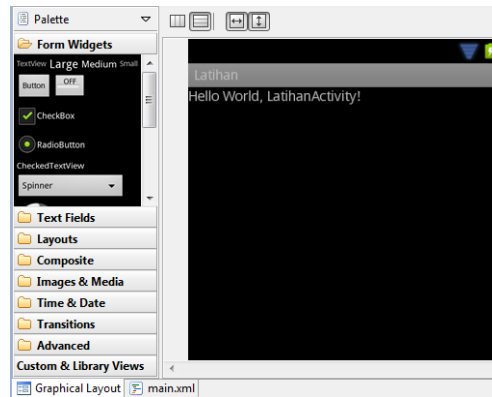 Palette
Form Widgets
TextView Large Medium Small
Button OFF
CheckBox
RadioButton
CheckedTextView
Spinner
Text Fields
Layouts
Composite
Images & Media
Time & Date
Transitions
Advanced
Custom & Library Views
Latihan
Hello World, LatihanActivity!
Graphical Layout main.xml